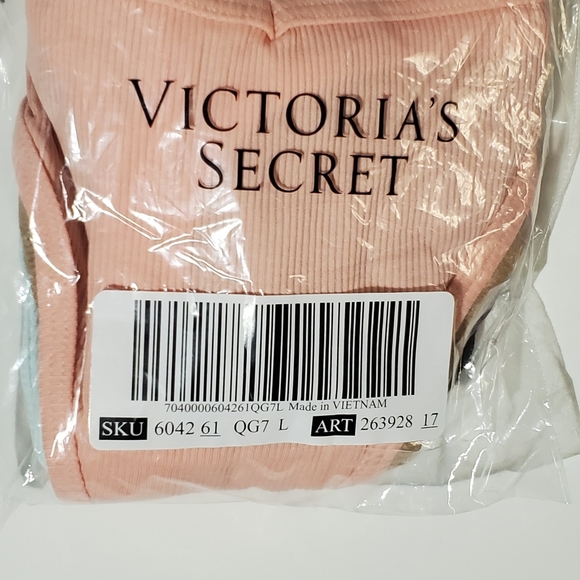 VICTORIA'S
SECRET
7040000604261QG7L Made in VIETNAM
SKU 6042 61 QG7 L ART 263928 17